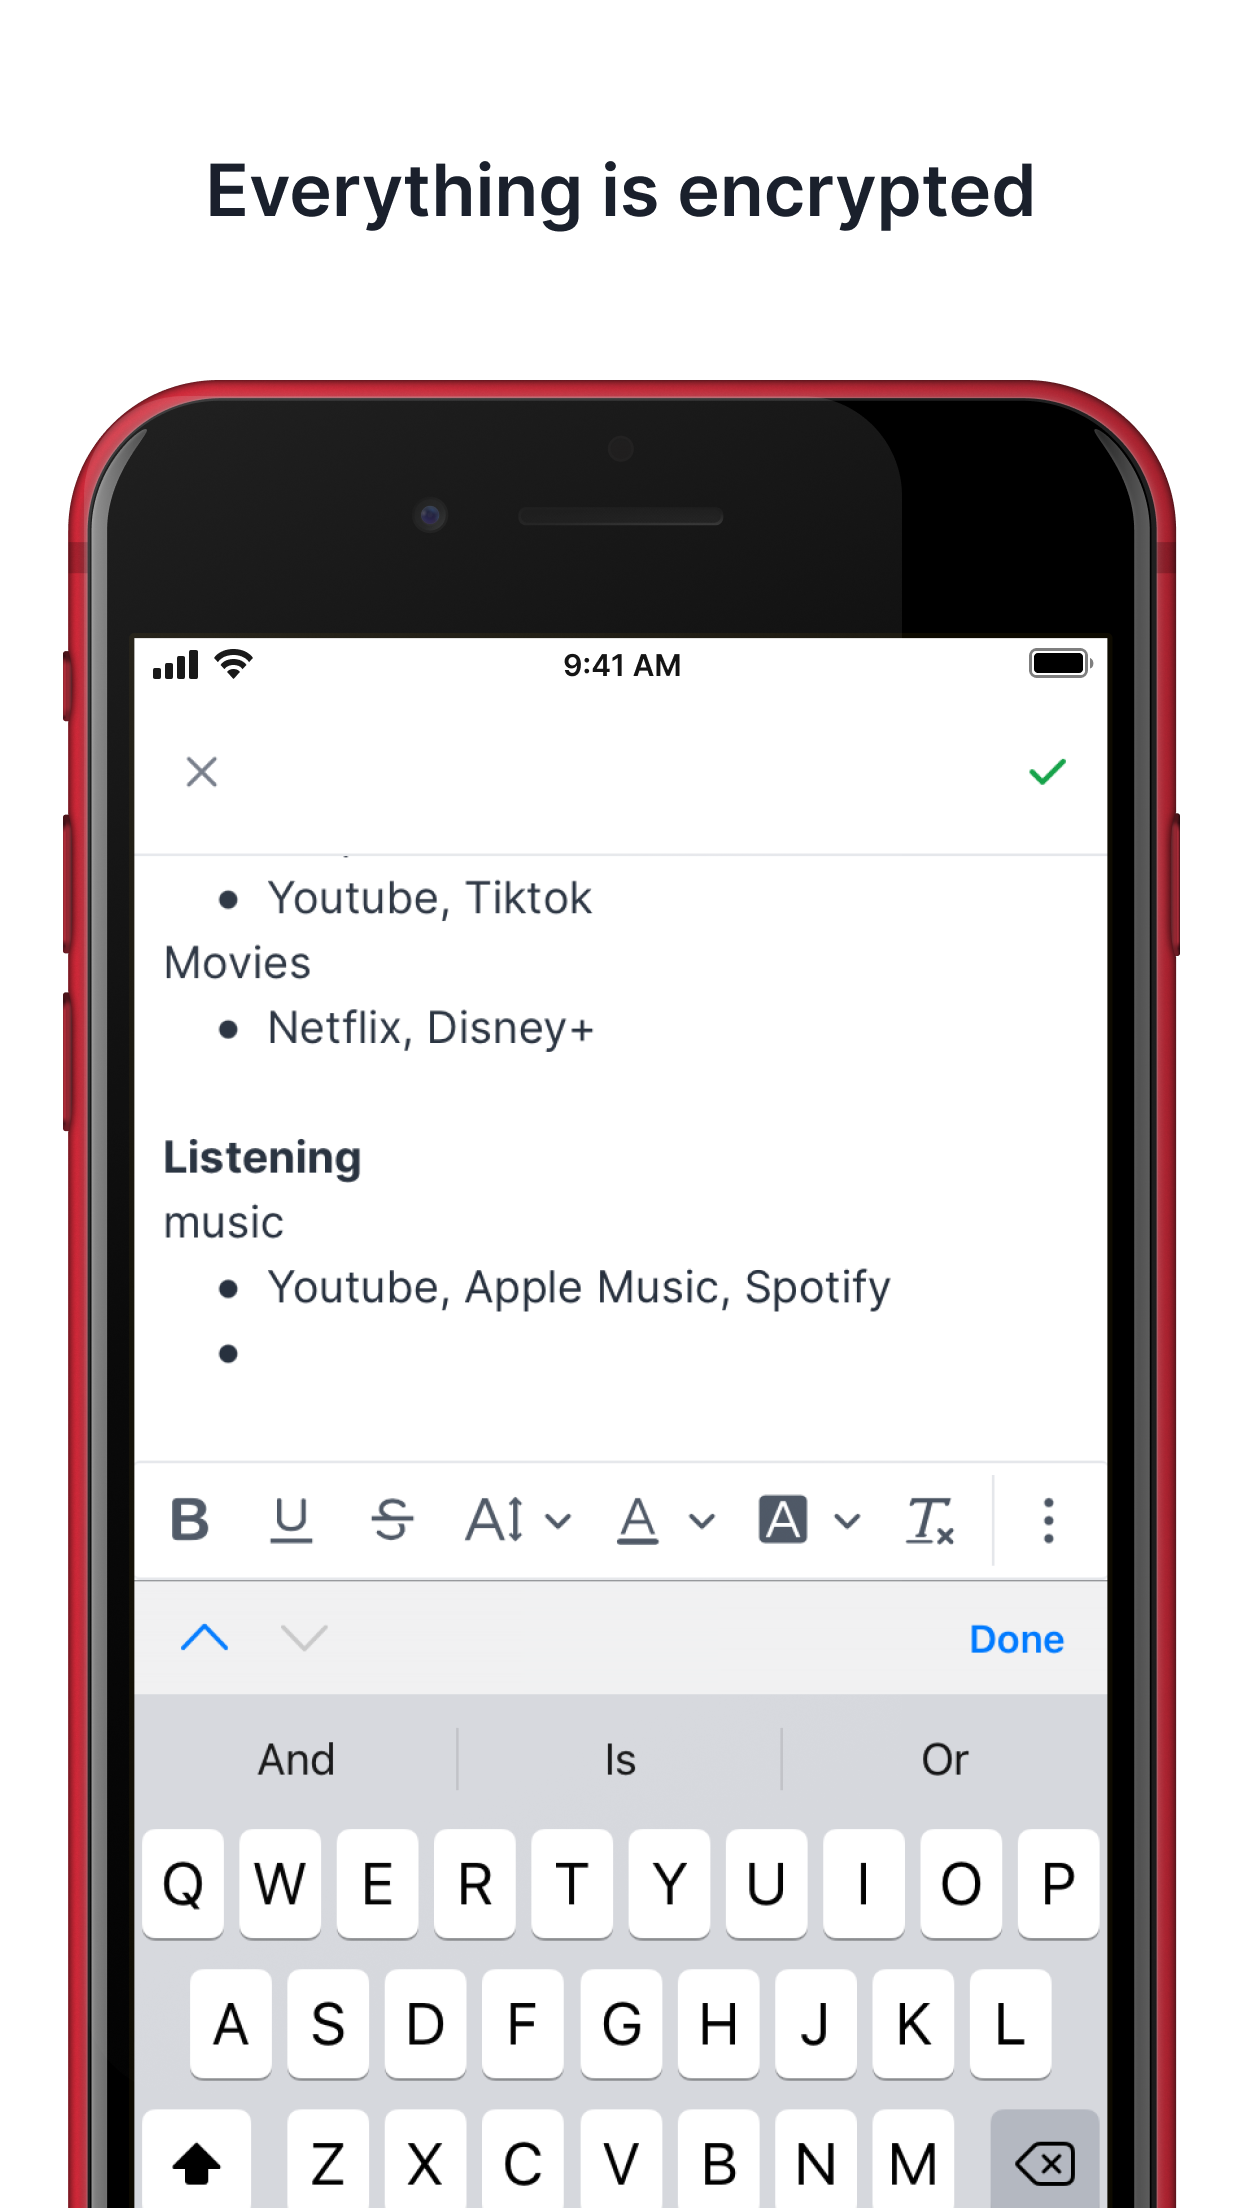 Everything is encrypted
9:41 AM
Youtube, Tiktok
Movies
Netflix, Disney+
Listening
music
Youtube, Apple Music, Spotify
B U S A A A T
Done
And Is Or
Q W E R T Y U I O P
A S D F G H J K L
Z X C V B N M